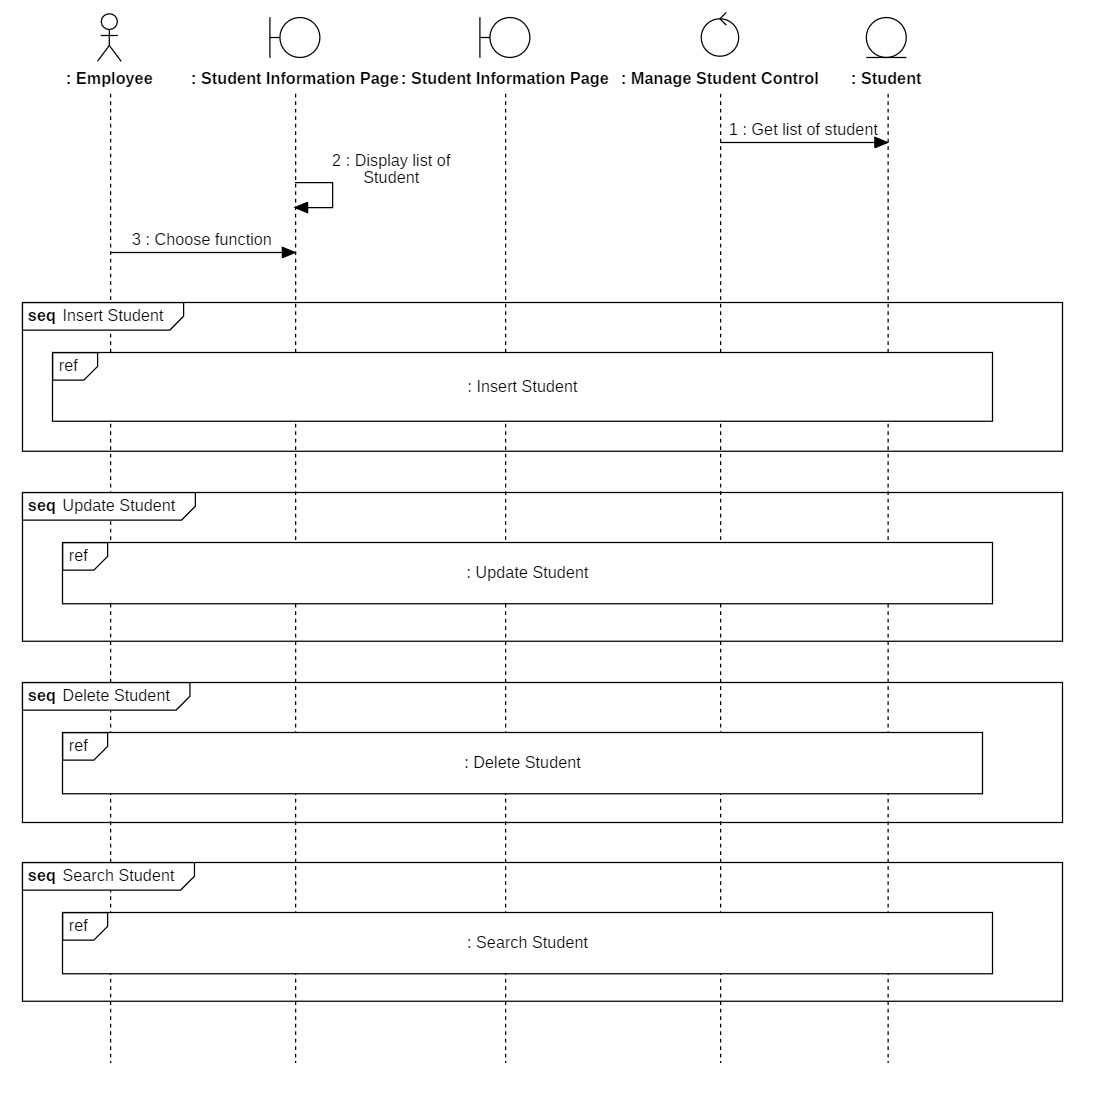 : Employee
: Student Information Page
: Student Information Page
: Manage Student Control
: Student
1 : Get list of student
2 : Display list of
Student
3 : Choose function
seq Insert Student
ref
: Insert Student
seq Update Student
ref
: Update Student
seq Delete Student
ref
: Delete Student
seq Search Student
ref
: Search Student